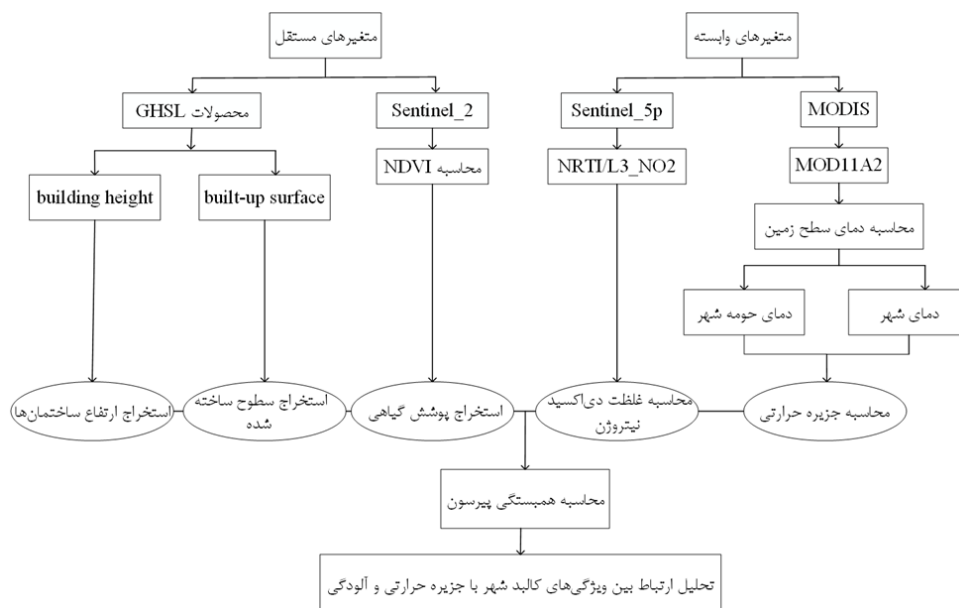 متغیرهای وابسته
متغیرهای مستقل
MODIS
Sentinel_5p
Sentinel_2
محصولات GHSL
MOD11A2
NRTI/L3_NO2
محاسبه NDVI
built-up surface
building height
محاسبه دمای سطح زمین
دمای شهر
دمای حومه شهر
محاسبه جزیره حرارتی
محاسبه غلظت دی‌اکسید
نیتروژن
استخراج پوشش گیاهی
استخراج سطوح ساخته
شده
استخراج ارتفاع ساختمان‌ها
محاسبه همبستگی پیرسون
تحلیل ارتباط بین ویژگی‌های کالبد شهر با جزیره حرارتی و آلودگی